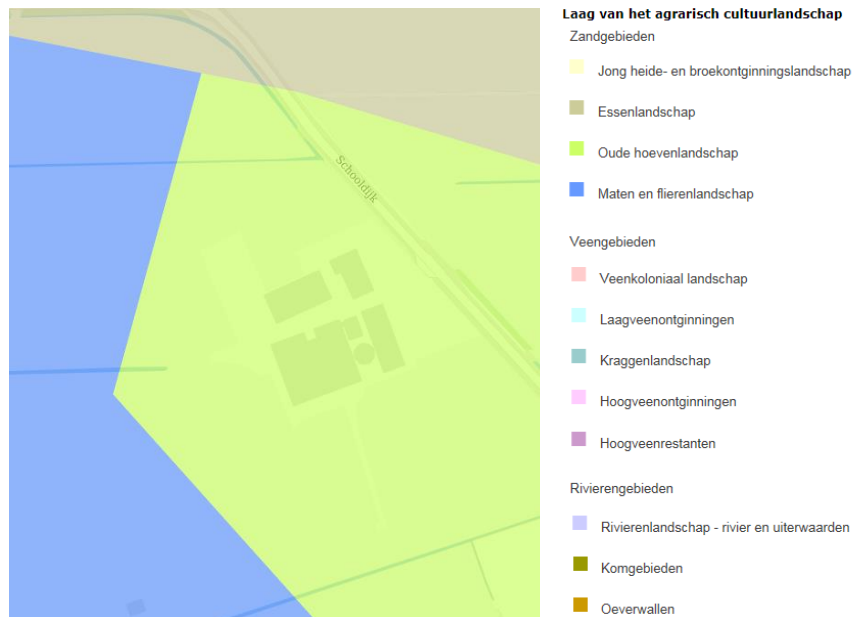 Laag van het agrarisch cultuurlandschap
Zandgebieden
Jong heide- en broekontginningslandschap
Essenlandschap
Oude hoevenlandschap
Maten en flierenlandschap
Veengebieden
Veenkoloniaal landschap
Laagveenontginningen
Kraggenlandschap
Hoogveenontginningen
Hoogveenrestanten
Rivierengebieden
Rivierenlandschap - rivier en uiterwaarden
Komgebieden
Oeverwallen
Schooldijk